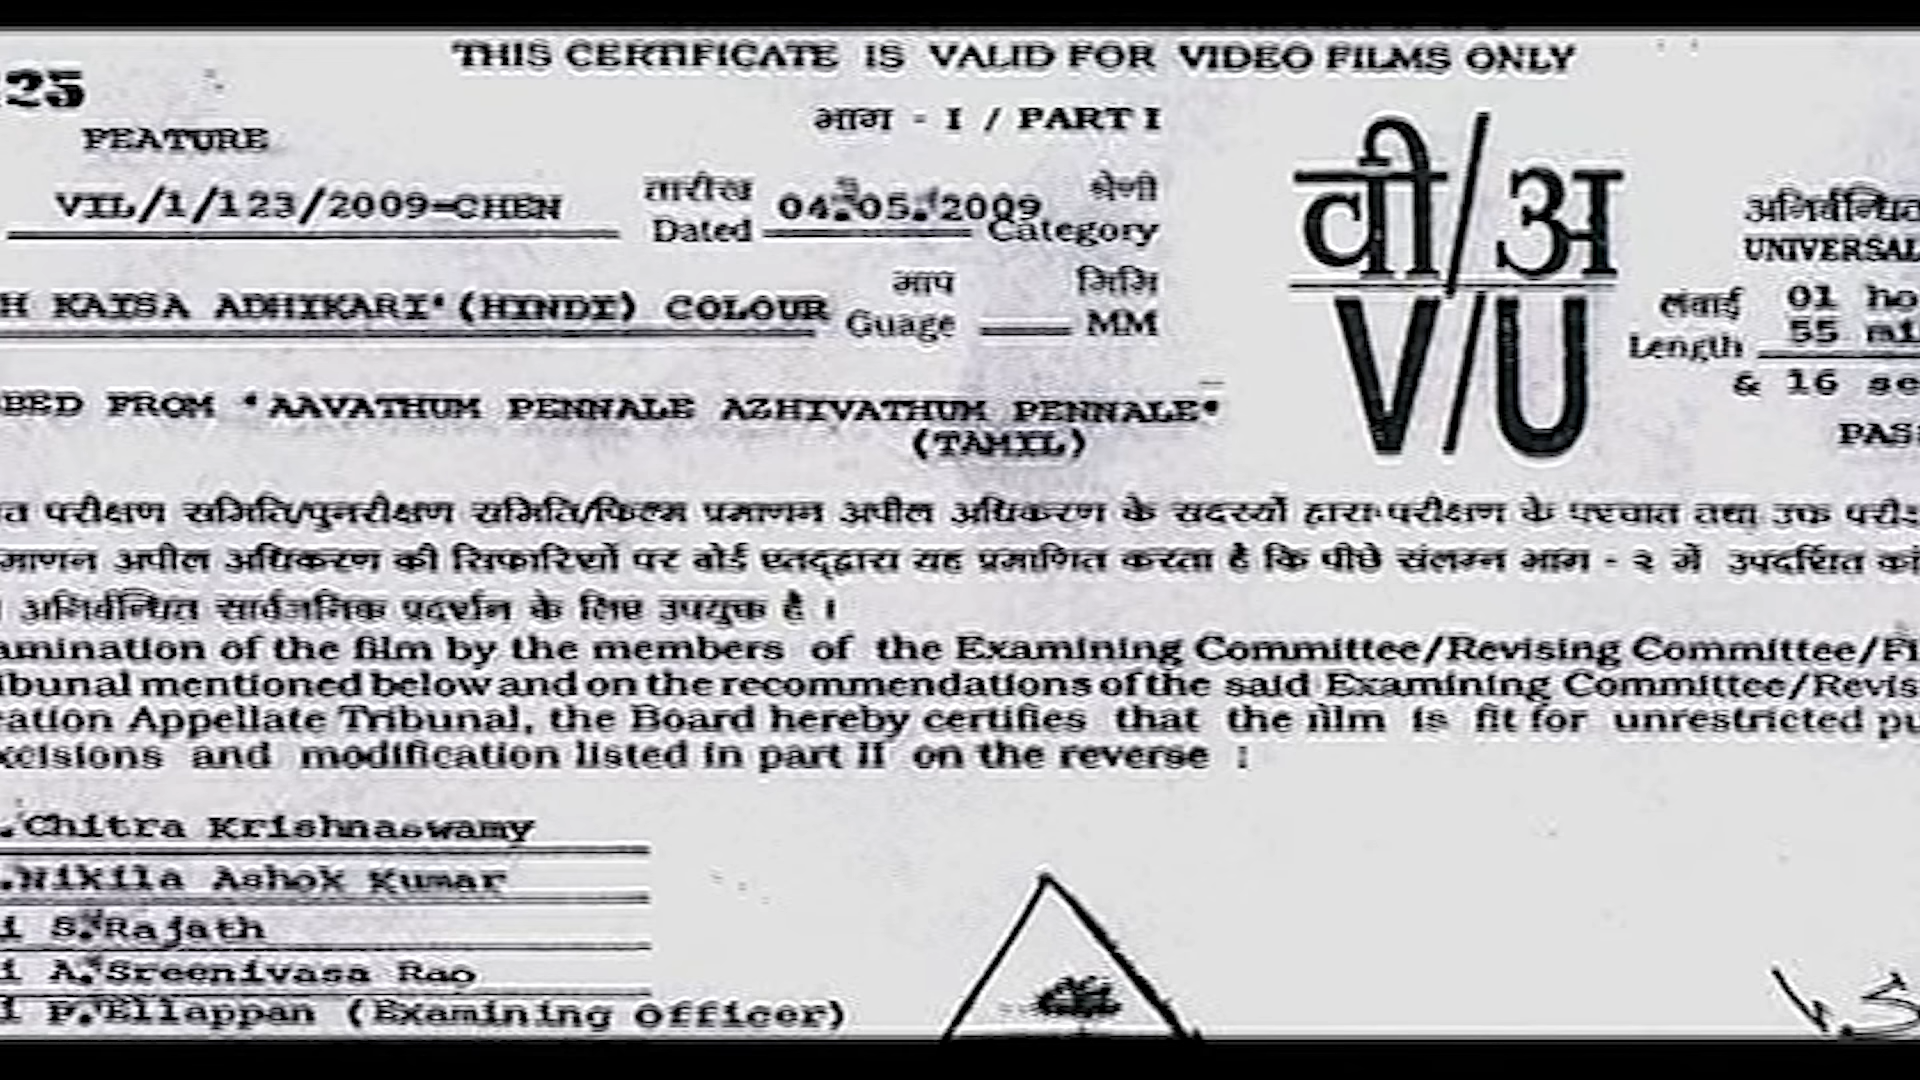 THIS CERTIFICATE IS VALID FOR VIDEO FILMS ONLY
25
भाग - I / PART I
FEATURE
वी/अ
V/U
VIL/1/123/2009-CHEN
तारीख
Dated 04.05.2009
श्रेणी
Category
अनिर्बन्धित
UNIVERSAL
H KAISA ADHIKARI'(HINDI) COLOUR
माप
Guage
मिमि
MM
लंबाई
Length
01 ho
55 mi
& 16 se
BED FROM 'AAVATHUM PENNALE AZHIVATHUM PENNALE'
(TAMIL)
PAS
त परीक्षण समिति/पुनरीक्षण समिति/फिल्म प्रमाणन अपील अधिकरण के सदस्यों द्वारा परीक्षण के पश्चात तथा उक्त परी
माणन अपील अधिकरण की सिफारिशों पर बोर्ड एतद्द्वारा यह प्रमाणित करता है कि पीछे संलग्न भाग - २ में उपदर्शित कां
अनिर्बन्धित सार्वजनिक प्रदर्शन के लिए उपयुक्त है ।
amination of the film by the members of the Examining Committee/Revising Committee/Fi
ibunal mentioned below and on the recommendations of the said Examining Committee/Revis
cation Appellate Tribunal, the Board hereby certifies that the film is fit for unrestricted pu
xcisions and modification listed in part II on the reverse :
.Chitra Krishnaswamy
.Nikila Ashok Kumar
i S.Rajath
i A.Sreenivasa Rao
i P.Ellappan (Examining Officer)